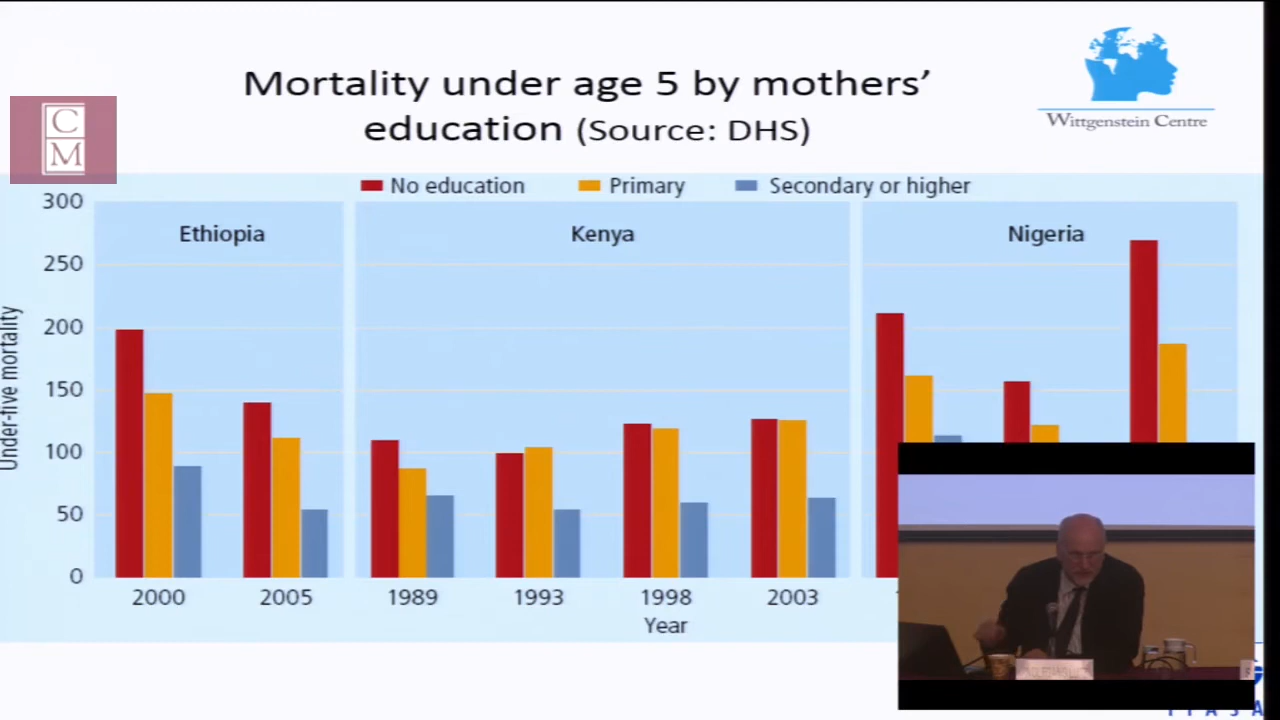 Mortality under age 5 by mothers’
education (Source: DHS)
Wittgenstein Centre
C
M
No education Primary Secondary or higher
300
250
200
150
100
50
0
Under-five mortality
Ethiopia
Kenya
Nigeria
2000 2005 1989 1993 1998 2003
Year
I I A S A